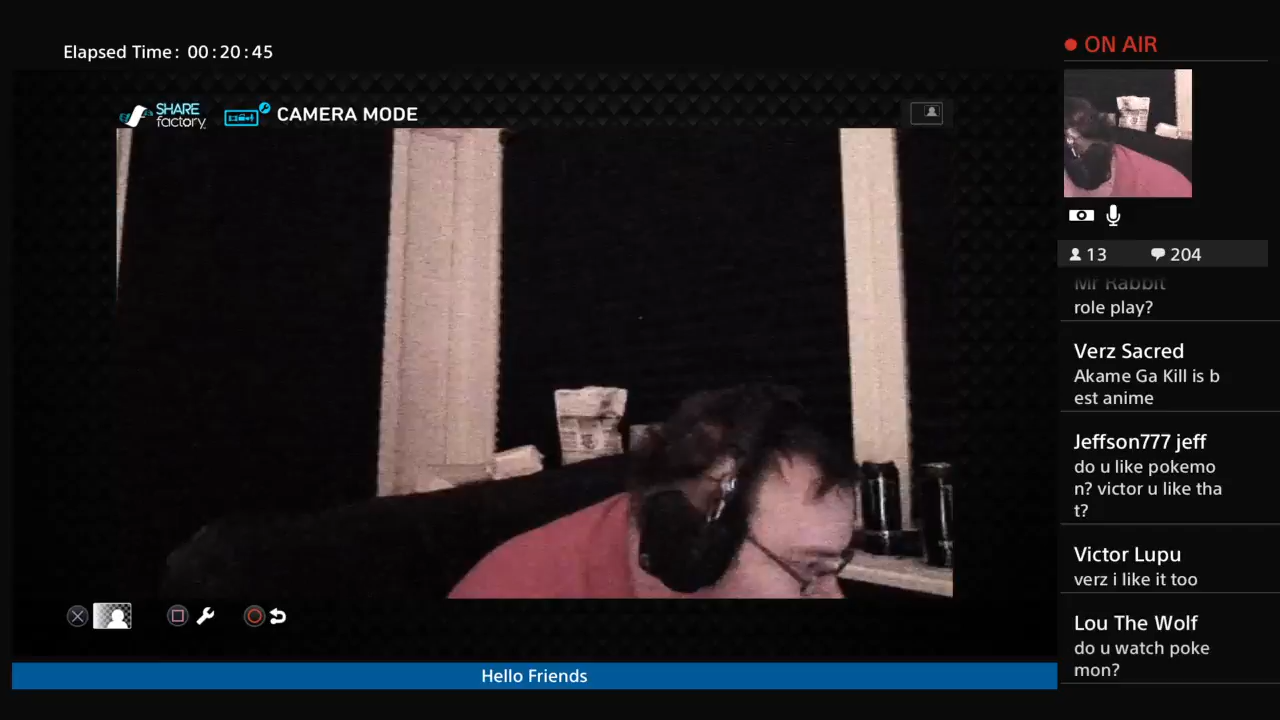 Elapsed Time: 00:20:45
ON AIR
SHARE
factory
CAMERA MODE
13
204
Mr Rabbit
role play?
Verz Sacred
Akame Ga Kill is b
est anime
Jeffson777 jeff
do u like pokemo
n? victor u like tha
t?
Victor Lupu
verz i like it too
Lou The Wolf
do u watch poke
mon?
Hello Friends